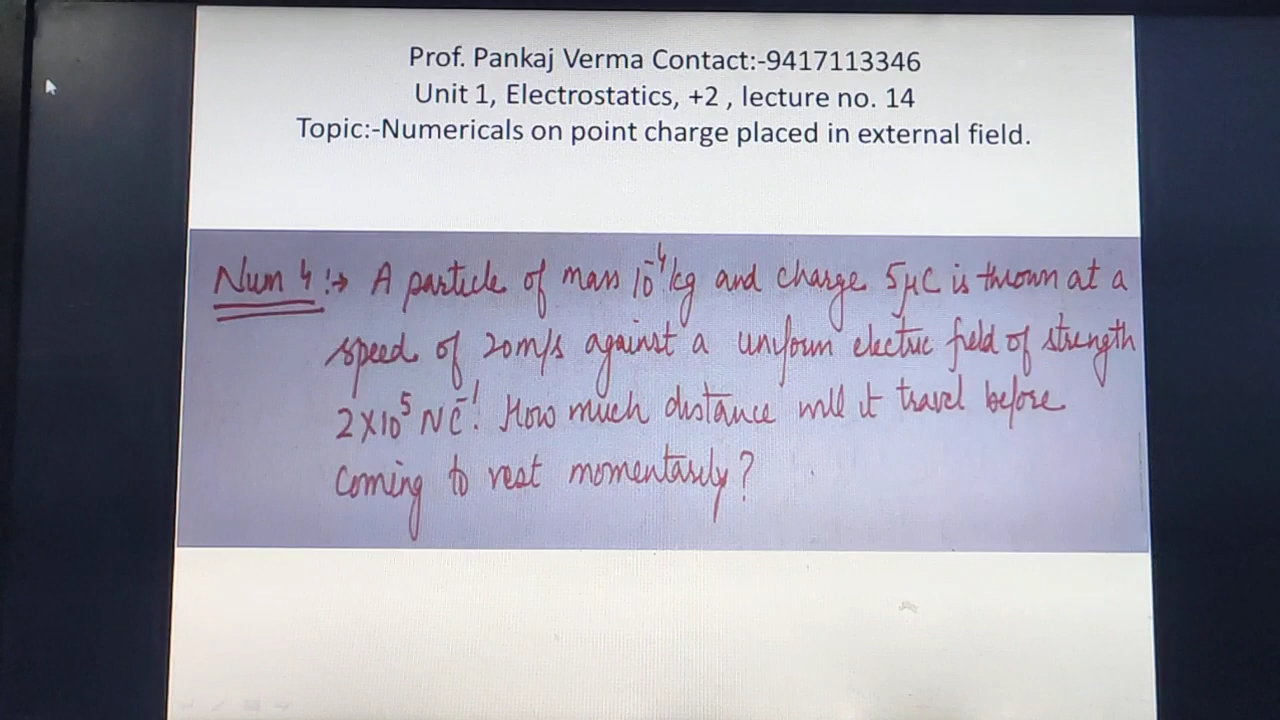 Prof. Pankaj Verma Contact:-9417113346
Unit 1, Electrostatics, +2 , lecture no. 14
Topic:-Numericals on point charge placed in external field.
Num 4:→ A particle of mass 10⁻⁴ kg and charge 5μC is thrown at a
speed of 20m/s against a uniform electric field of strength
2×10⁵ NC⁻¹. How much distance will it travel before
coming to rest momentarily?